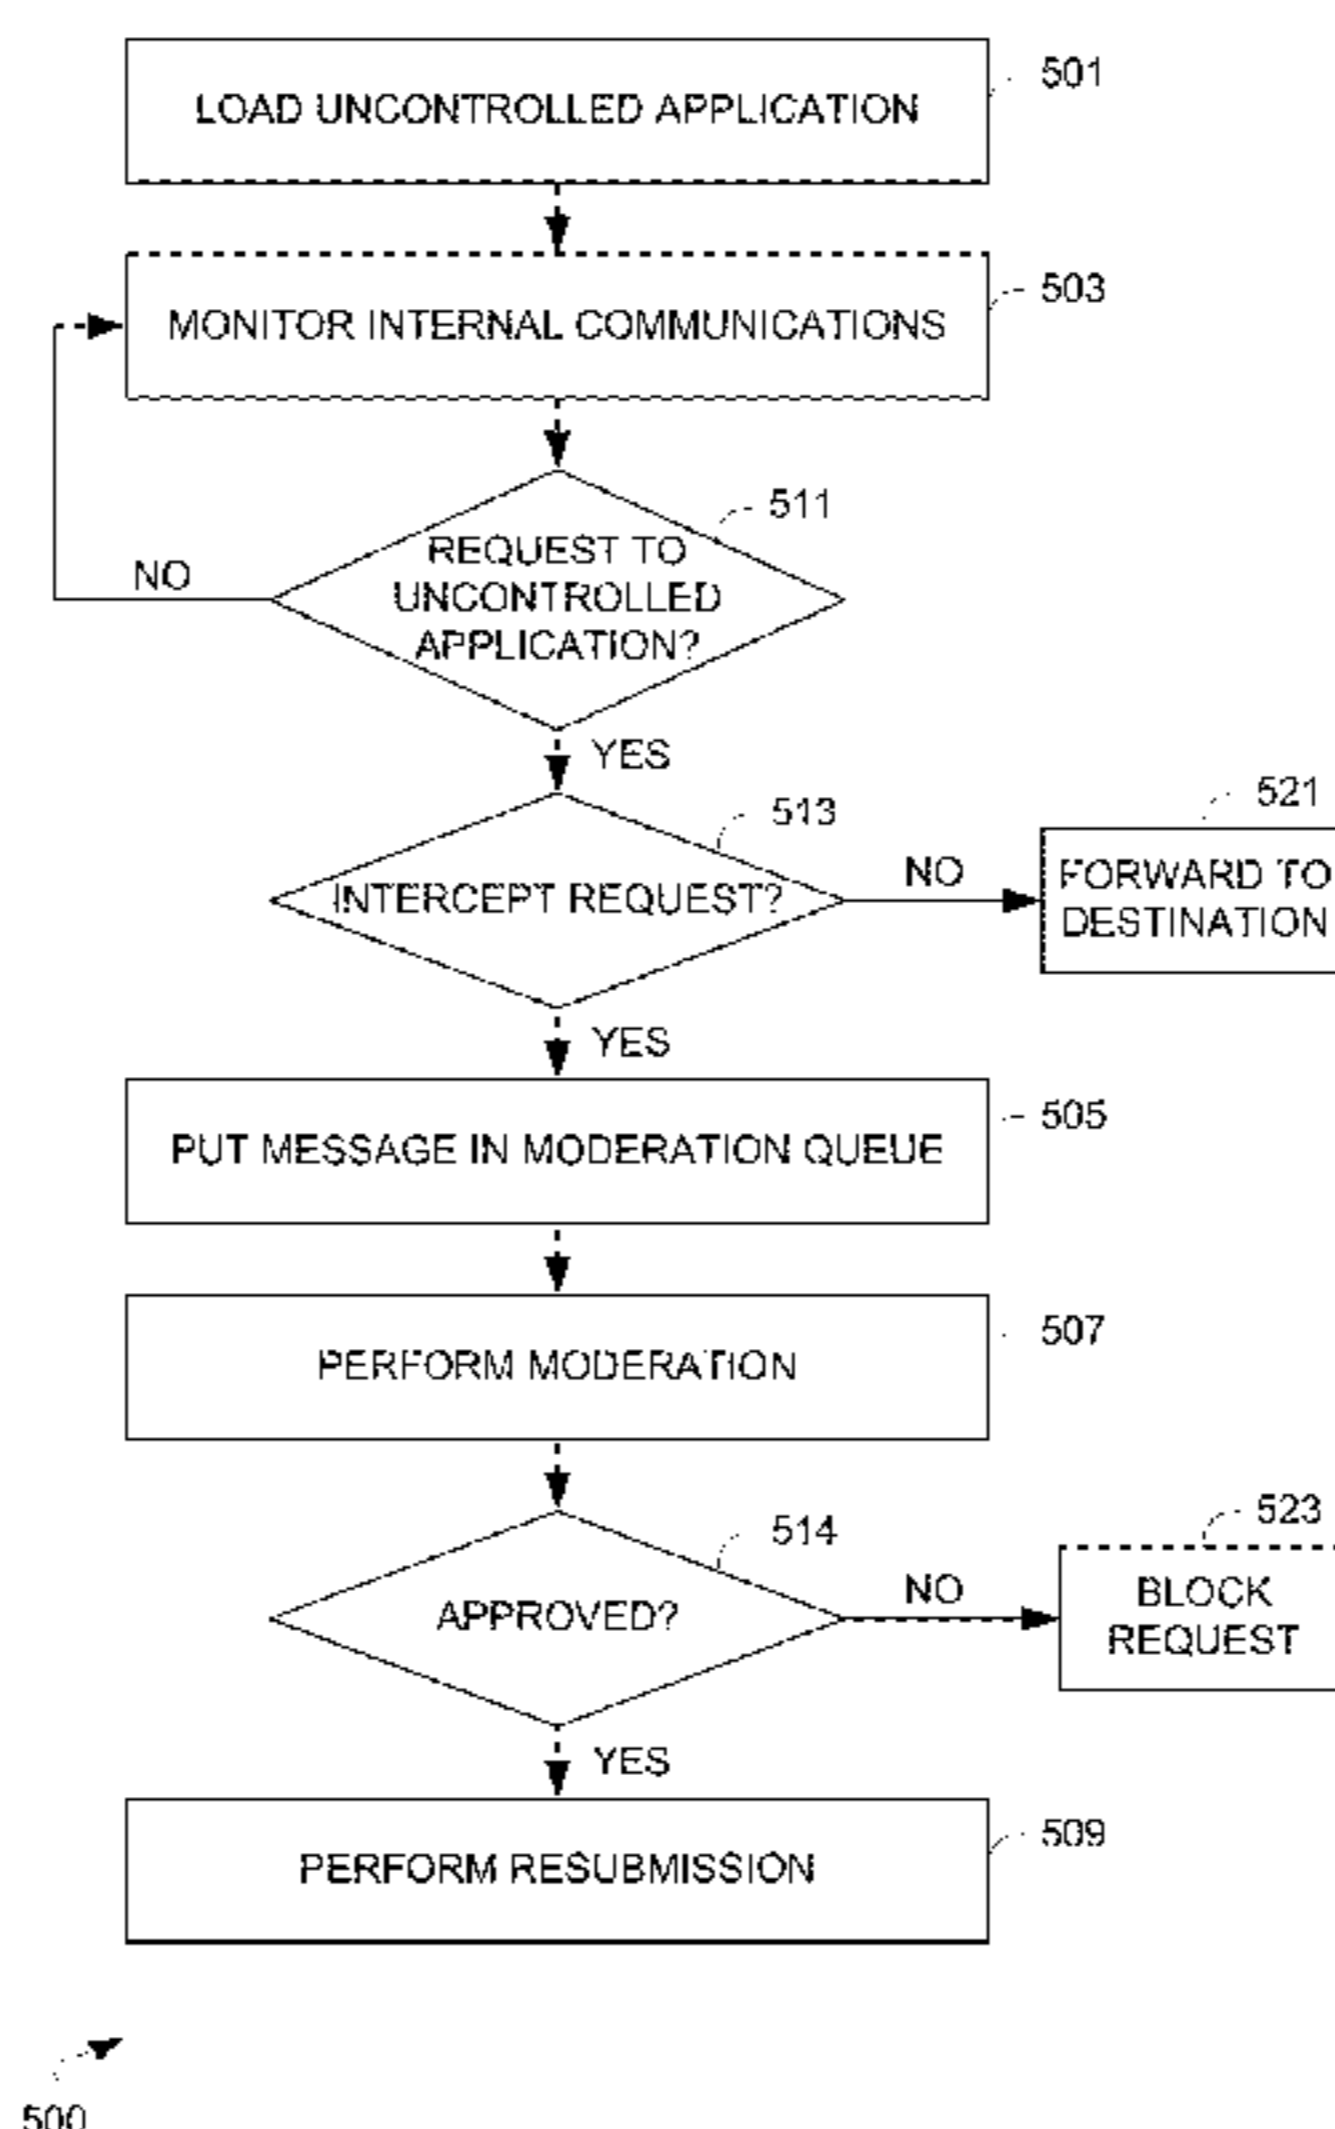 LOAD UNCONTROLLED APPLICATION
501
MONITOR INTERNAL COMMUNICATIONS
503
511
REQUEST TO
UNCONTROLLED
APPLICATION?
NO
YES
513
INTERCEPT REQUEST?
NO
521
FORWARD TO
DESTINATION
YES
PUT MESSAGE IN MODERATION QUEUE
505
PERFORM MODERATION
507
514
APPROVED?
NO
523
BLOCK
REQUEST
YES
PERFORM RESUBMISSION
509
500